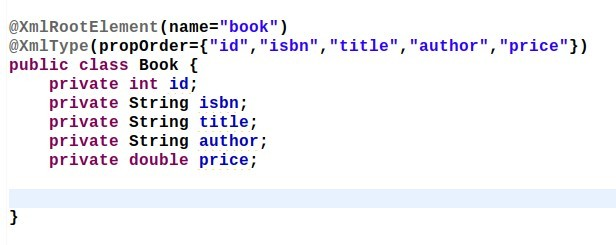 @XmlRootElement(name="book")
@XmlType(propOrder={"id","isbn","title","author","price"})
public class Book {
    private int id;
    private String isbn;
    private String title;
    private String author;
    private double price;
}